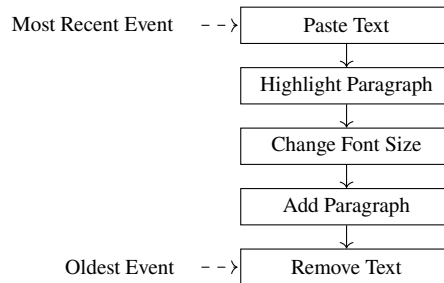 Most Recent Event
Paste Text
Highlight Paragraph
Change Font Size
Add Paragraph
Oldest Event
Remove Text